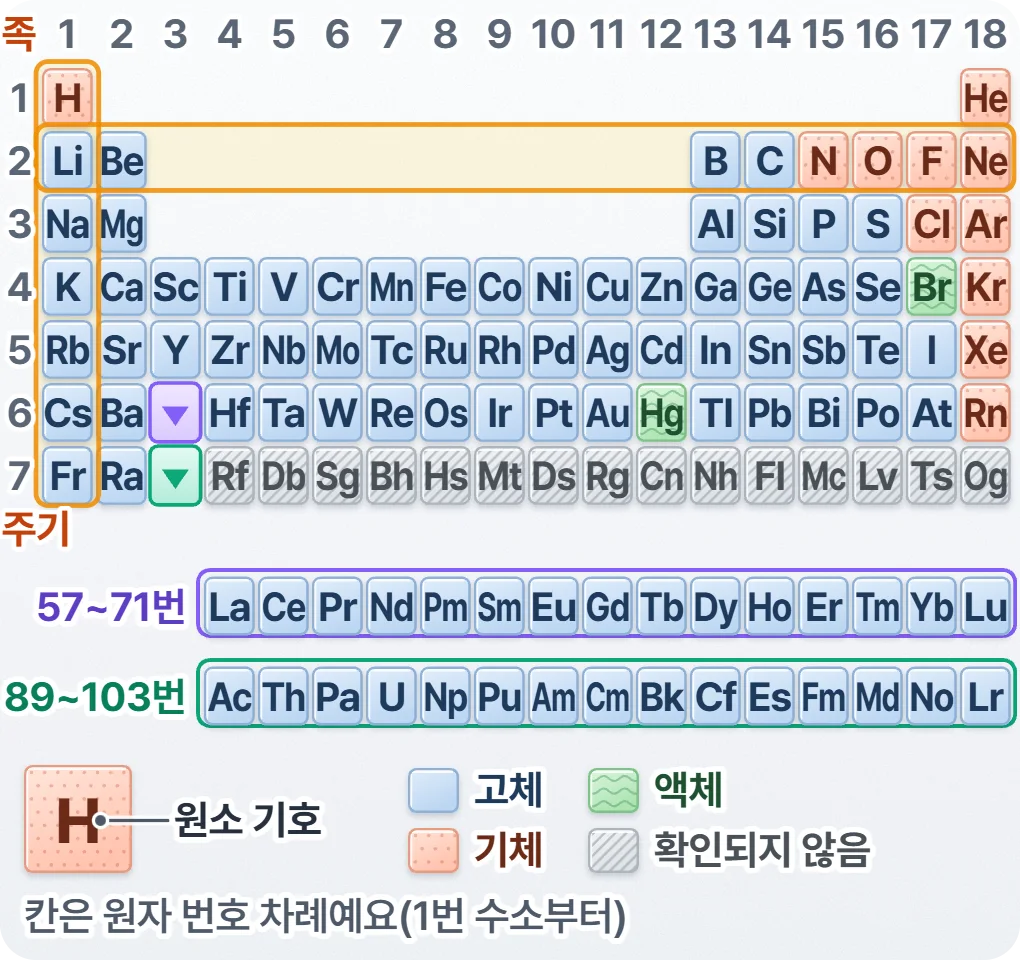 족 1 2 3 4 5 6 7 8 9 10 11 12 13 14 15 16 17 18
1 H He
2 Li Be B C N O F Ne
3 Na Mg Al Si P S Cl Ar
4 K Ca Sc Ti V Cr Mn Fe Co Ni Cu Zn Ga Ge As Se Br Kr
5 Rb Sr Y Zr Nb Mo Tc Ru Rh Pd Ag Cd In Sn Sb Te I Xe
6 Cs Ba ▼ Hf Ta W Re Os Ir Pt Au Hg Tl Pb Bi Po At Rn
7 Fr Ra ▼ Rf Db Sg Bh Hs Mt Ds Rg Cn Nh Fl Mc Lv Ts Og
주기
57~71번 La Ce Pr Nd Pm Sm Eu Gd Tb Dy Ho Er Tm Yb Lu
89~103번 Ac Th Pa U Np Pu Am Cm Bk Cf Es Fm Md No Lr
H 원소 기호
고체 액체
기체 확인되지 않음
칸은 원자 번호 차례예요(1번 수소부터)